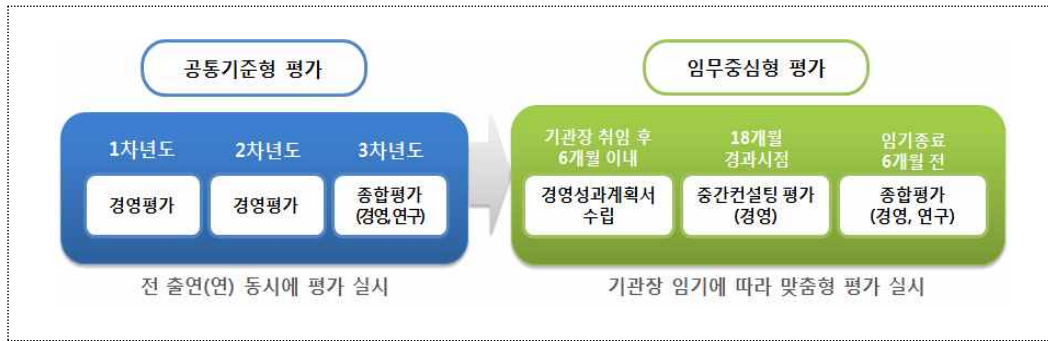 공통기준형 평가
1차년도
2차년도
3차년도
경영평가
경영평가
종합평가
(경영,연구)
전 출연(연) 동시에 평가 실시
임무중심형 평가
기관장 취임 후
6개월 이내
18개월
경과시점
임기종료
6개월 전
경영성과계획서
수립
중간컨설팅 평가
(경영)
종합평가
(경영, 연구)
기관장 임기에 따라 맞춤형 평가 실시